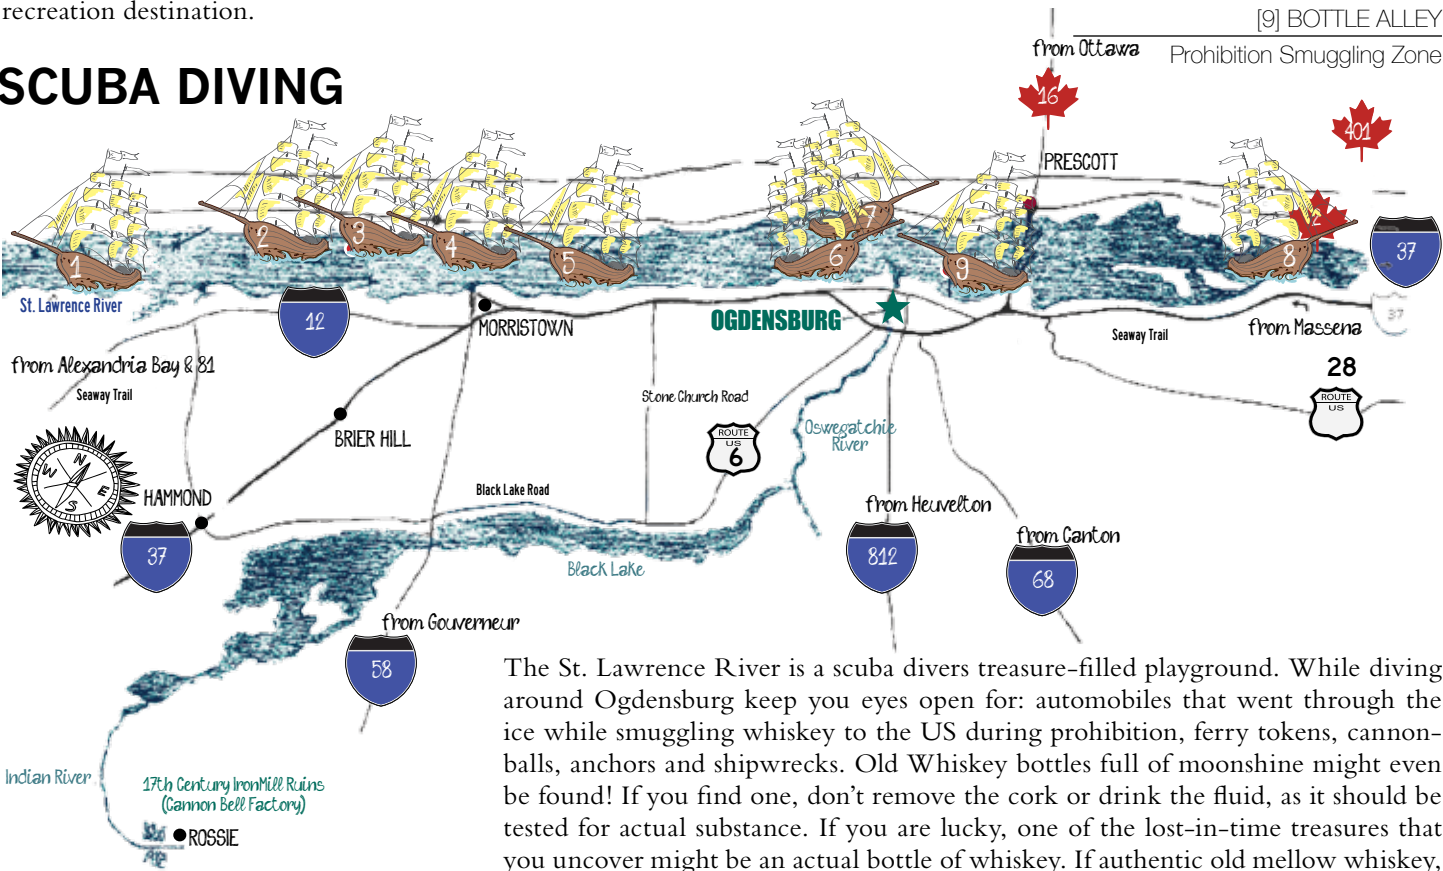 recreation destination.
[9] BOTTLE ALLEY
Prohibition Smuggling Zone
SCUBA DIVING
from Ottawa
16
401
PRESCOTT
1
2
3
4
5
6
7
9
8
2
37
St. Lawrence River
12
MORRISTOWN
OGDENSBURG
Seaway Trail
from Massena
37
from Alexandria Bay & 81
Seaway Trail
28
ROUTE
US
Stone Church Road
BRIER HILL
ROUTE
US
6
Oswegatchie
River
N
W
E
S
HAMMOND
37
Black Lake Road
Black Lake
from Heuvelton
812
from Canton
68
from Gouverneur
58
Indian River
17th Century IronMill Ruins
(Cannon Bell Factory)
ROSSIE
The St. Lawrence River is a scuba divers treasure-filled playground. While diving
around Ogdensburg keep you eyes open for: automobiles that went through the
ice while smuggling whiskey to the US during prohibition, ferry tokens, cannon-
balls, anchors and shipwrecks. Old Whiskey bottles full of moonshine might even
be found! If you find one, don't remove the cork or drink the fluid, as it should be
tested for actual substance. If you are lucky, one of the lost-in-time treasures that
you uncover might be an actual bottle of whiskey. If authentic old mellow whiskey,